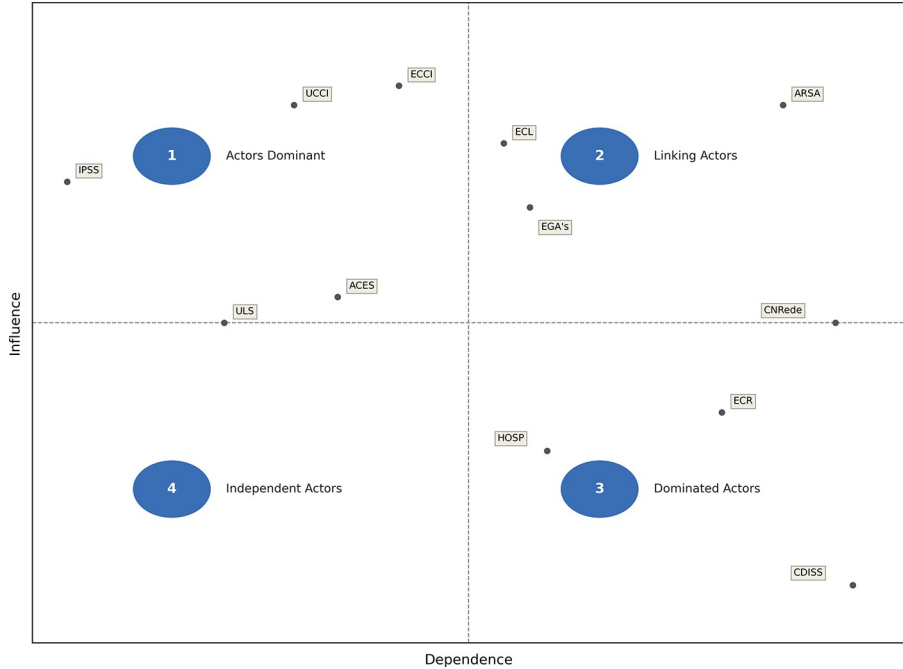 ECCI
UCCI
ARSA
ECL
1
Actors Dominant
2
Linking Actors
IPSS
EGA's
ACES
ULS
CNRede
Influence
ECR
HOSP
4
Independent Actors
3
Dominated Actors
CDISS
Dependence